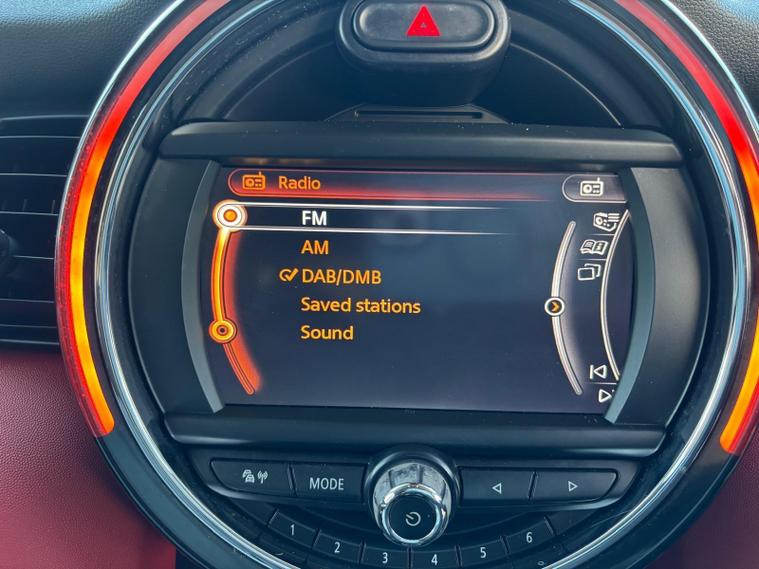 Radio
FM
AM
DAB/DMB
Saved stations
Sound
MODE
1 2 3 4 5 6